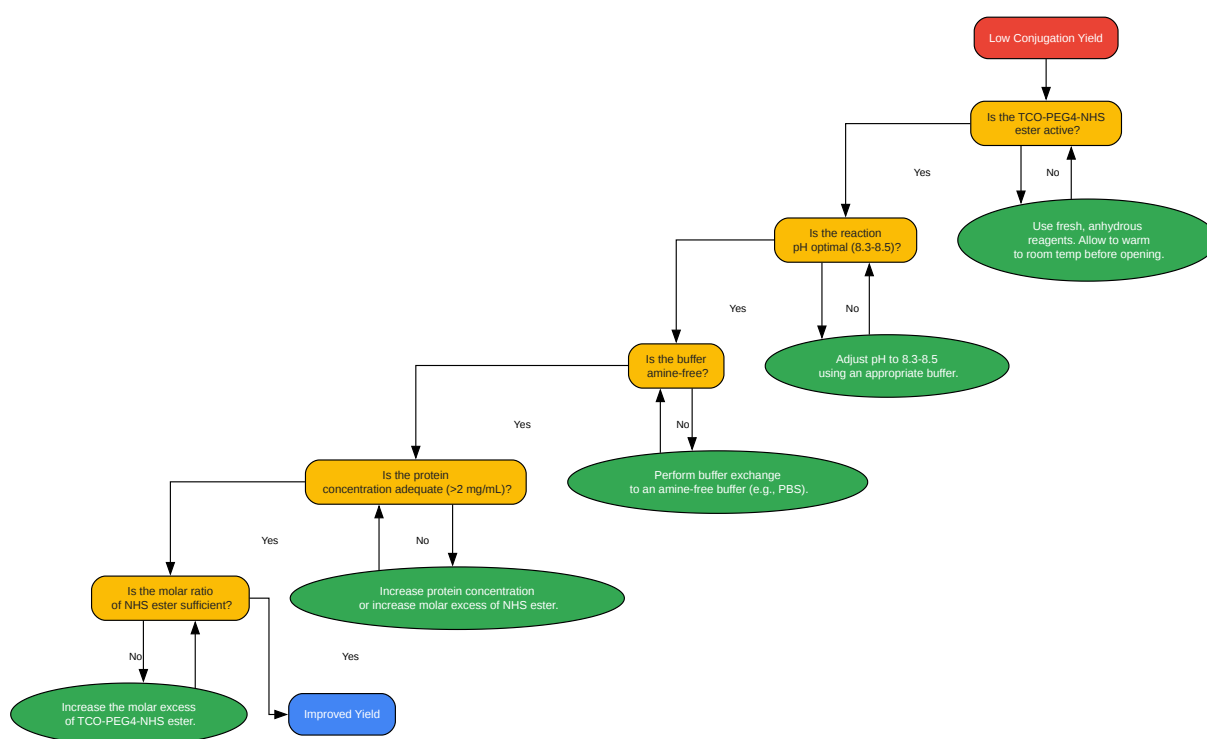 Low Conjugation Yield
Is the TCO-PEG4-NHS
ester active?
Yes
No
Use fresh, anhydrous
reagents. Allow to warm
to room temp before opening.
Is the reaction
pH optimal (8.3-8.5)?
Yes
No
Adjust pH to 8.3-8.5
using an appropriate buffer.
Is the buffer
amine-free?
Yes
No
Perform buffer exchange
to an amine-free buffer (e.g., PBS).
Is the protein
concentration adequate (>2 mg/mL)?
Yes
No
Increase protein concentration
or increase molar excess of NHS ester.
Is the molar ratio
of NHS ester sufficient?
No
Yes
Increase the molar excess
of TCO-PEG4-NHS ester.
Improved Yield